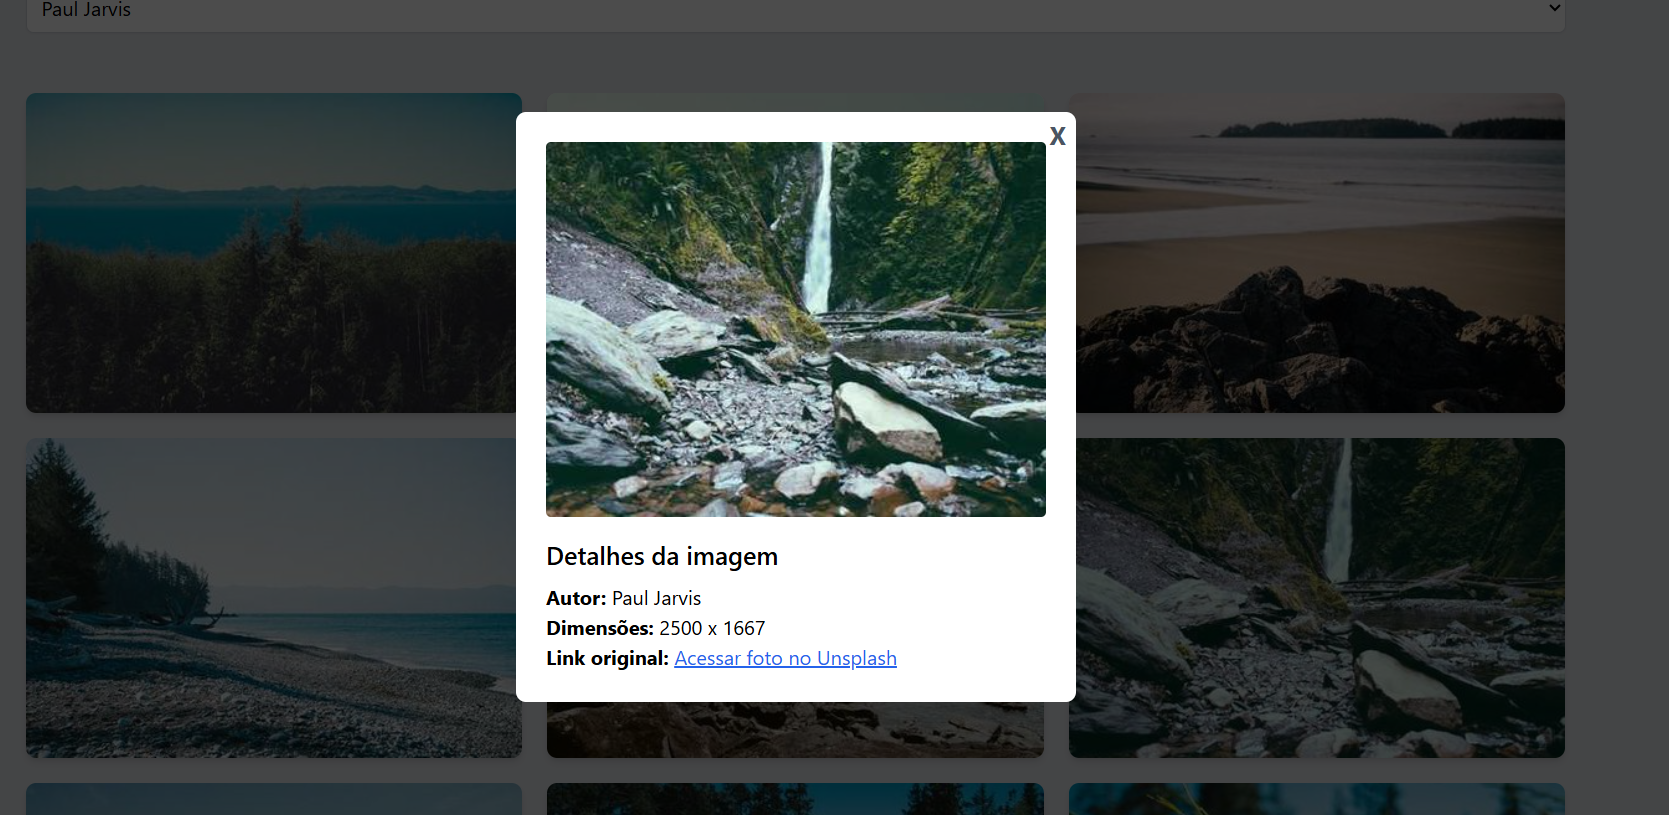 Paul Jarvis
X
Detalhes da imagem
Autor: Paul Jarvis
Dimensões: 2500 x 1667
Link original: Acessar foto no Unsplash